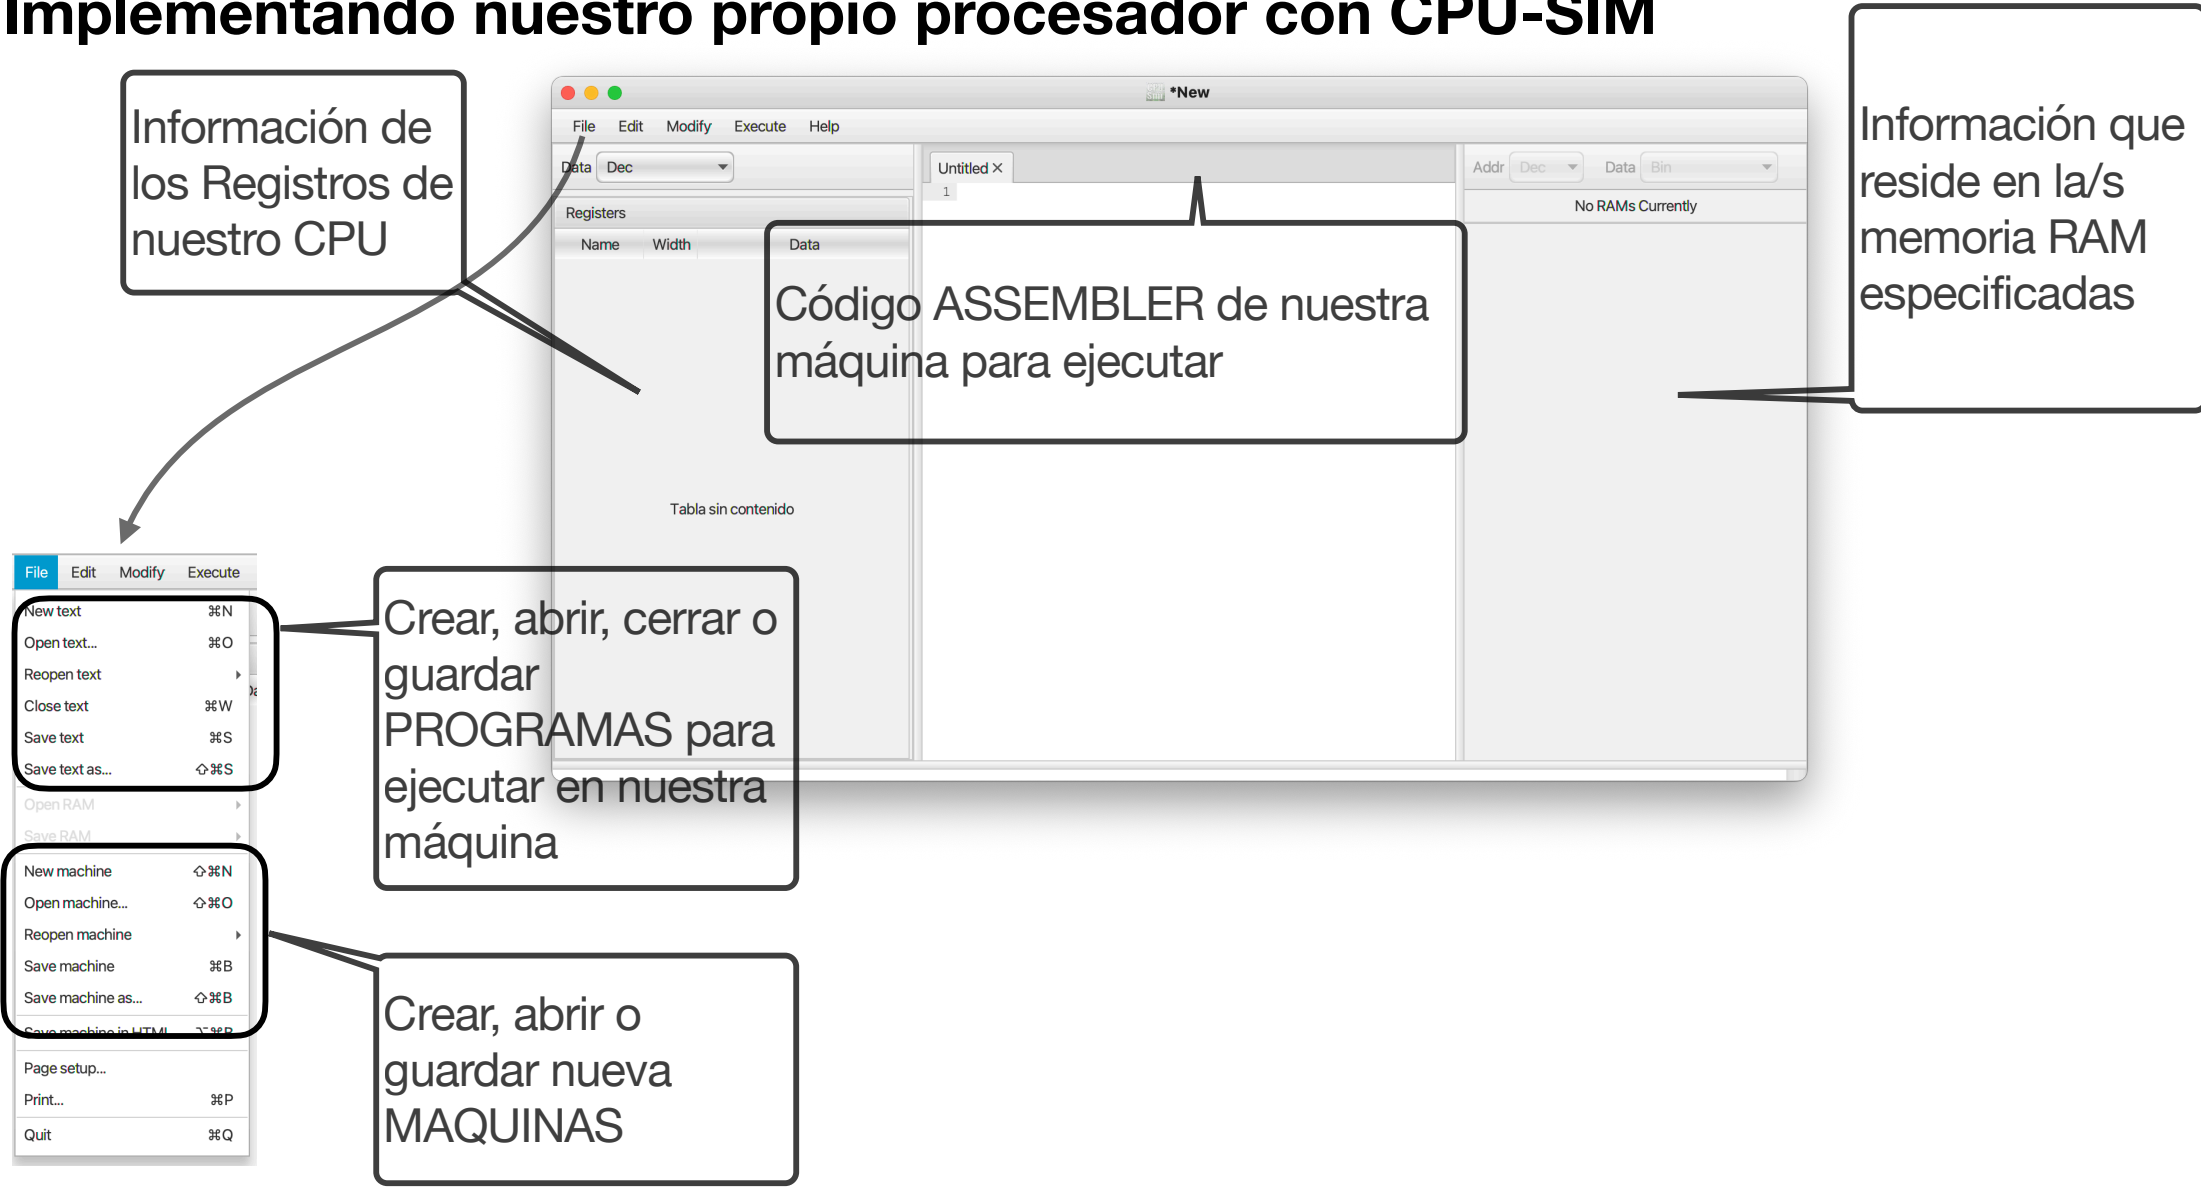 Implementando nuestro propio procesador con CPU-SIM
Información de
los Registros de
nuestro CPU
*New
File Edit Modify Execute Help
Data Dec
Registers
Name Width Data
Tabla sin contenido
Untitled ×
1
Código ASSEMBLER de nuestra
máquina para ejecutar
Addr Dec Data Bin
No RAMs Currently
Información que
reside en la/s
memoria RAM
especificadas
File Edit Modify Execute
New text ⌘N
Open text... ⌘O
Reopen text
Close text ⌘W
Save text ⌘S
Save text as... ⇧⌘S
Open RAM
Save RAM
New machine ⇧⌘N
Open machine... ⇧⌘O
Reopen machine
Save machine ⌘B
Save machine as... ⇧⌘B
Save machine in HTML ⌥⌘B
Page setup...
Print... ⌘P
Quit ⌘Q
Crear, abrir, cerrar o
guardar
PROGRAMAS para
ejecutar en nuestra
máquina
Crear, abrir o
guardar nueva
MAQUINAS